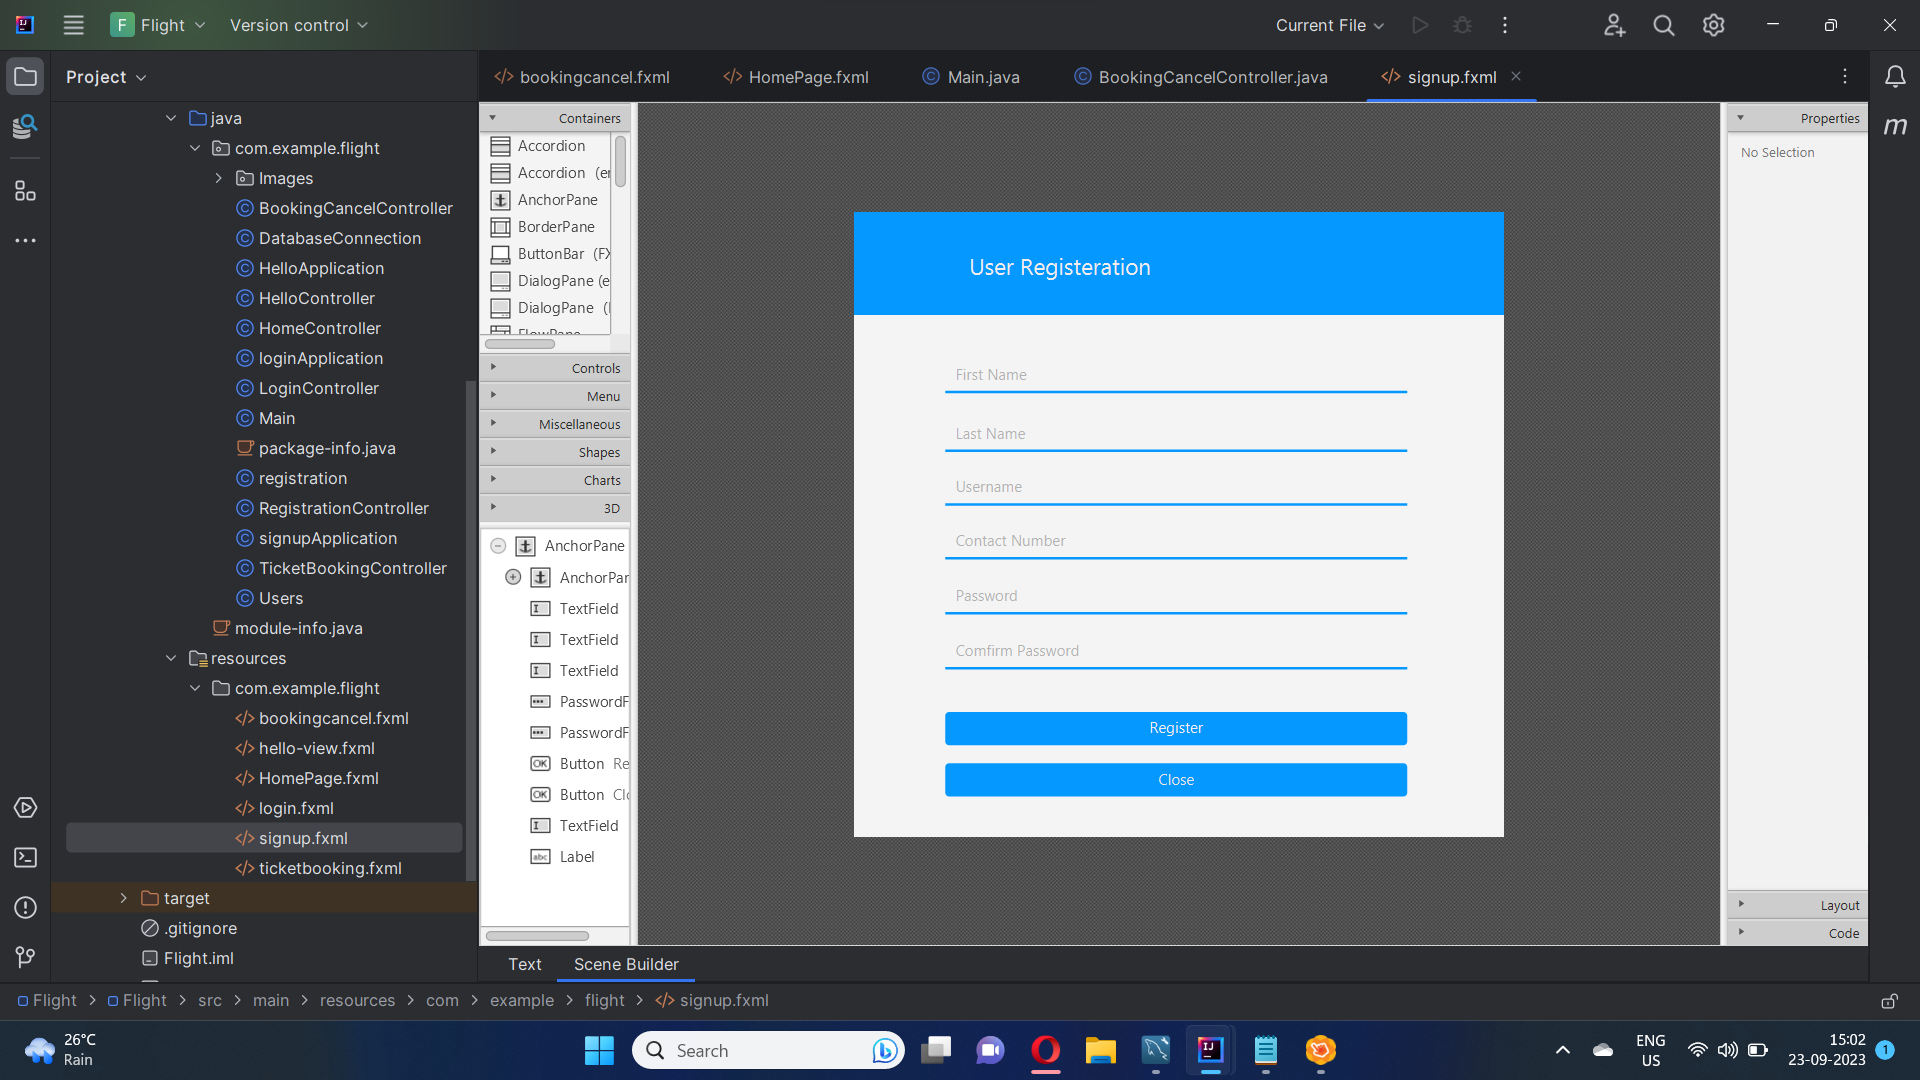 F Flight
Version control
Current File
Project
bookingcancel.fxml
HomePage.fxml
Main.java
BookingCancelController.java
signup.fxml
java
com.example.flight
Images
BookingCancelController
DatabaseConnection
HelloApplication
HelloController
HomeController
loginApplication
LoginController
Main
package-info.java
registration
RegistrationController
signupApplication
TicketBookingController
Users
module-info.java
resources
com.example.flight
bookingcancel.fxml
hello-view.fxml
HomePage.fxml
login.fxml
signup.fxml
ticketbooking.fxml
target
.gitignore
Flight.iml
Containers
Accordion
Accordion (er
AnchorPane
BorderPane
ButtonBar (FX
DialogPane (e
DialogPane (
FlowPane
Controls
Menu
Miscellaneous
Shapes
Charts
3D
AnchorPane
AnchorPar
TextField
TextField
TextField
PasswordF
PasswordF
Button Re
Button Clo
TextField
Label
User Registeration
First Name
Last Name
Username
Contact Number
Password
Comfirm Password
Register
Close
Properties
No Selection
Layout
Code
m
Text
Scene Builder
Flight > Flight > src > main > resources > com > example > flight > signup.fxml
26°C
Rain
Search
ENG
US
15:02
23-09-2023
1